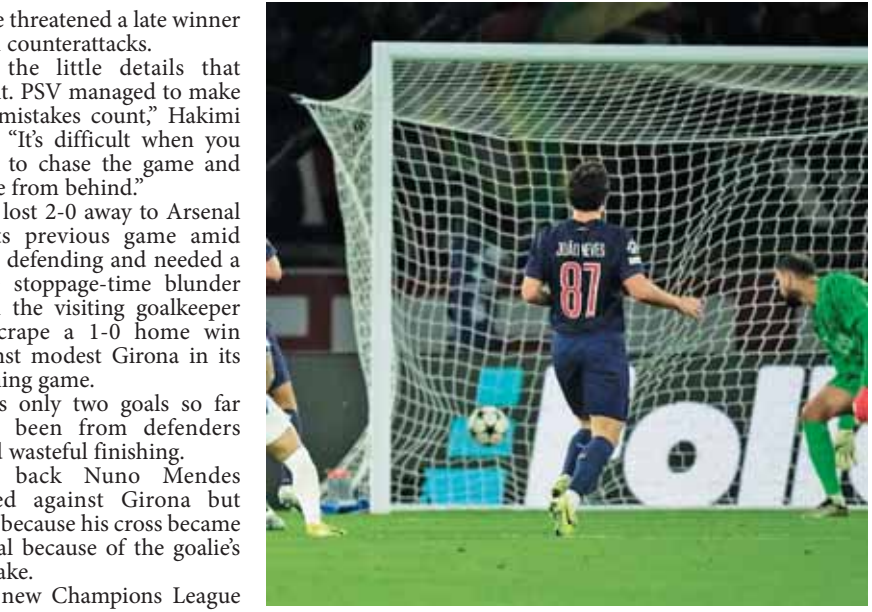 e threatened a late winner
counterattacks.
the little details that
t. PSV managed to make
mistakes count,” Hakimi
“It’s difficult when you
to chase the game and
e from behind.”
lost 2-0 away to Arsenal
ts previous game amid
defending and needed a
stoppage-time blunder
the visiting goalkeeper
crape a 1-0 home win
nst modest Girona in its
ning game.
s only two goals so far
been from defenders
l wasteful finishing.
back Nuno Mendes
ed against Girona but
because his cross became
al because of the goalie’s
ake.
new Champions League
JOÃO NEVES
87